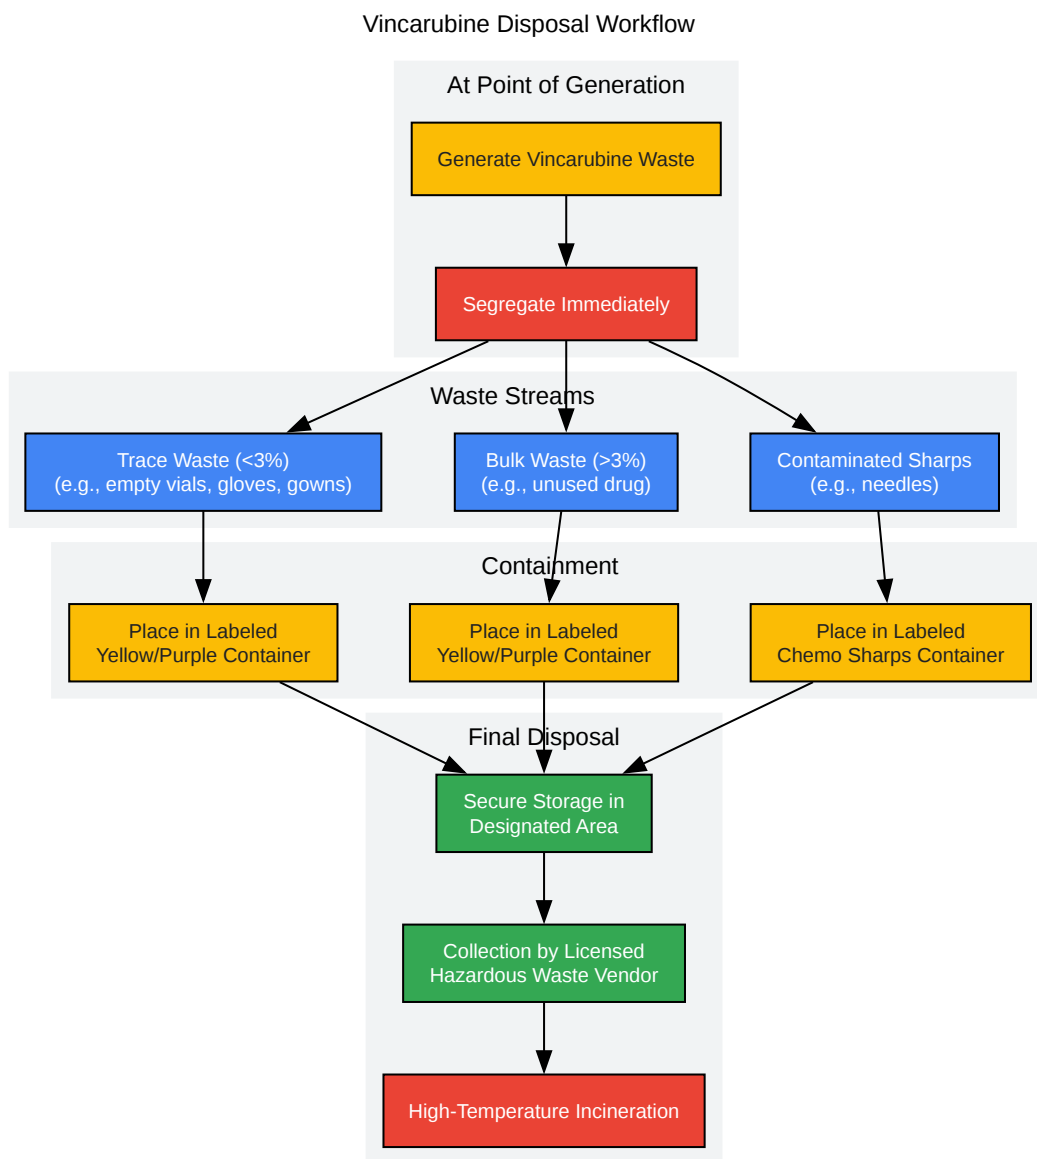 Vincarubine Disposal Workflow
At Point of Generation
Generate Vincarubine Waste
Segregate Immediately
Waste Streams
Trace Waste (<3%)
(e.g., empty vials, gloves, gowns)
Bulk Waste (>3%)
(e.g., unused drug)
Contaminated Sharps
(e.g., needles)
Containment
Place in Labeled
Yellow/Purple Container
Place in Labeled
Yellow/Purple Container
Place in Labeled
Chemo Sharps Container
Final Disposal
Secure Storage in
Designated Area
Collection by Licensed
Hazardous Waste Vendor
High-Temperature Incineration